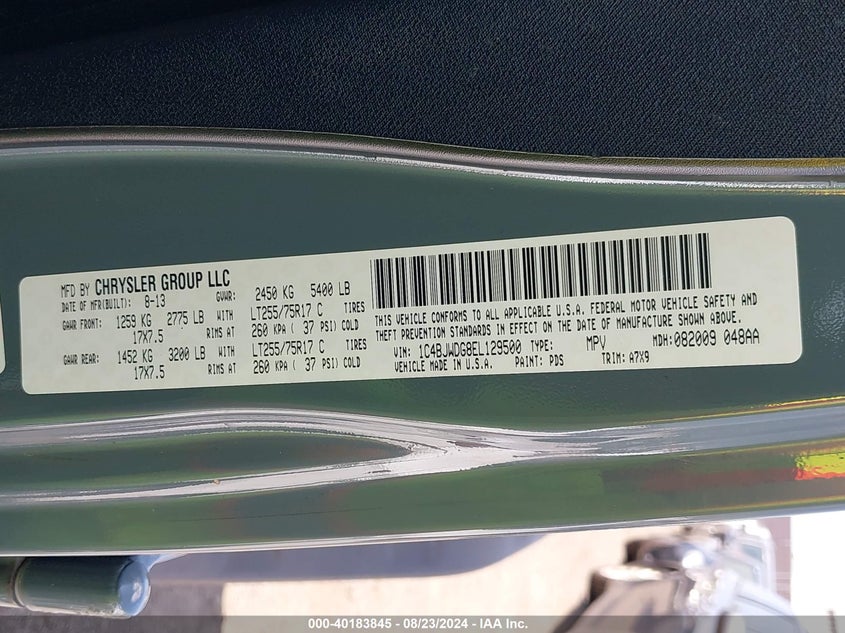 MFD BY CHRYSLER GROUP LLC
DATE OF MFR(BUILT): 8-13 GVWR: 2450 KG 5400 LB
GAWR FRONT: 1259 KG 2775 LB WITH LT255/75R17 C TIRES
17X7.5 RIMS AT 260 KPA ( 37 PSI) COLD
GAWR REAR: 1452 KG 3200 LB WITH LT255/75R17 C TIRES
17X7.5 RIMS AT 260 KPA ( 37 PSI) COLD
THIS VEHICLE CONFORMS TO ALL APPLICABLE U.S.A. FEDERAL MOTOR VEHICLE SAFETY AND
THEFT PREVENTION STANDARDS IN EFFECT ON THE DATE OF MANUFACTURE SHOWN ABOVE.
VIN: 1C4BJWDG8EL129500 TYPE: MPV MDH: 082009 048AA
VEHICLE MADE IN U.S.A. PAINT: PDS TRIM: A7X9
000-40183845 / 08/23/2024 - IAA Inc.